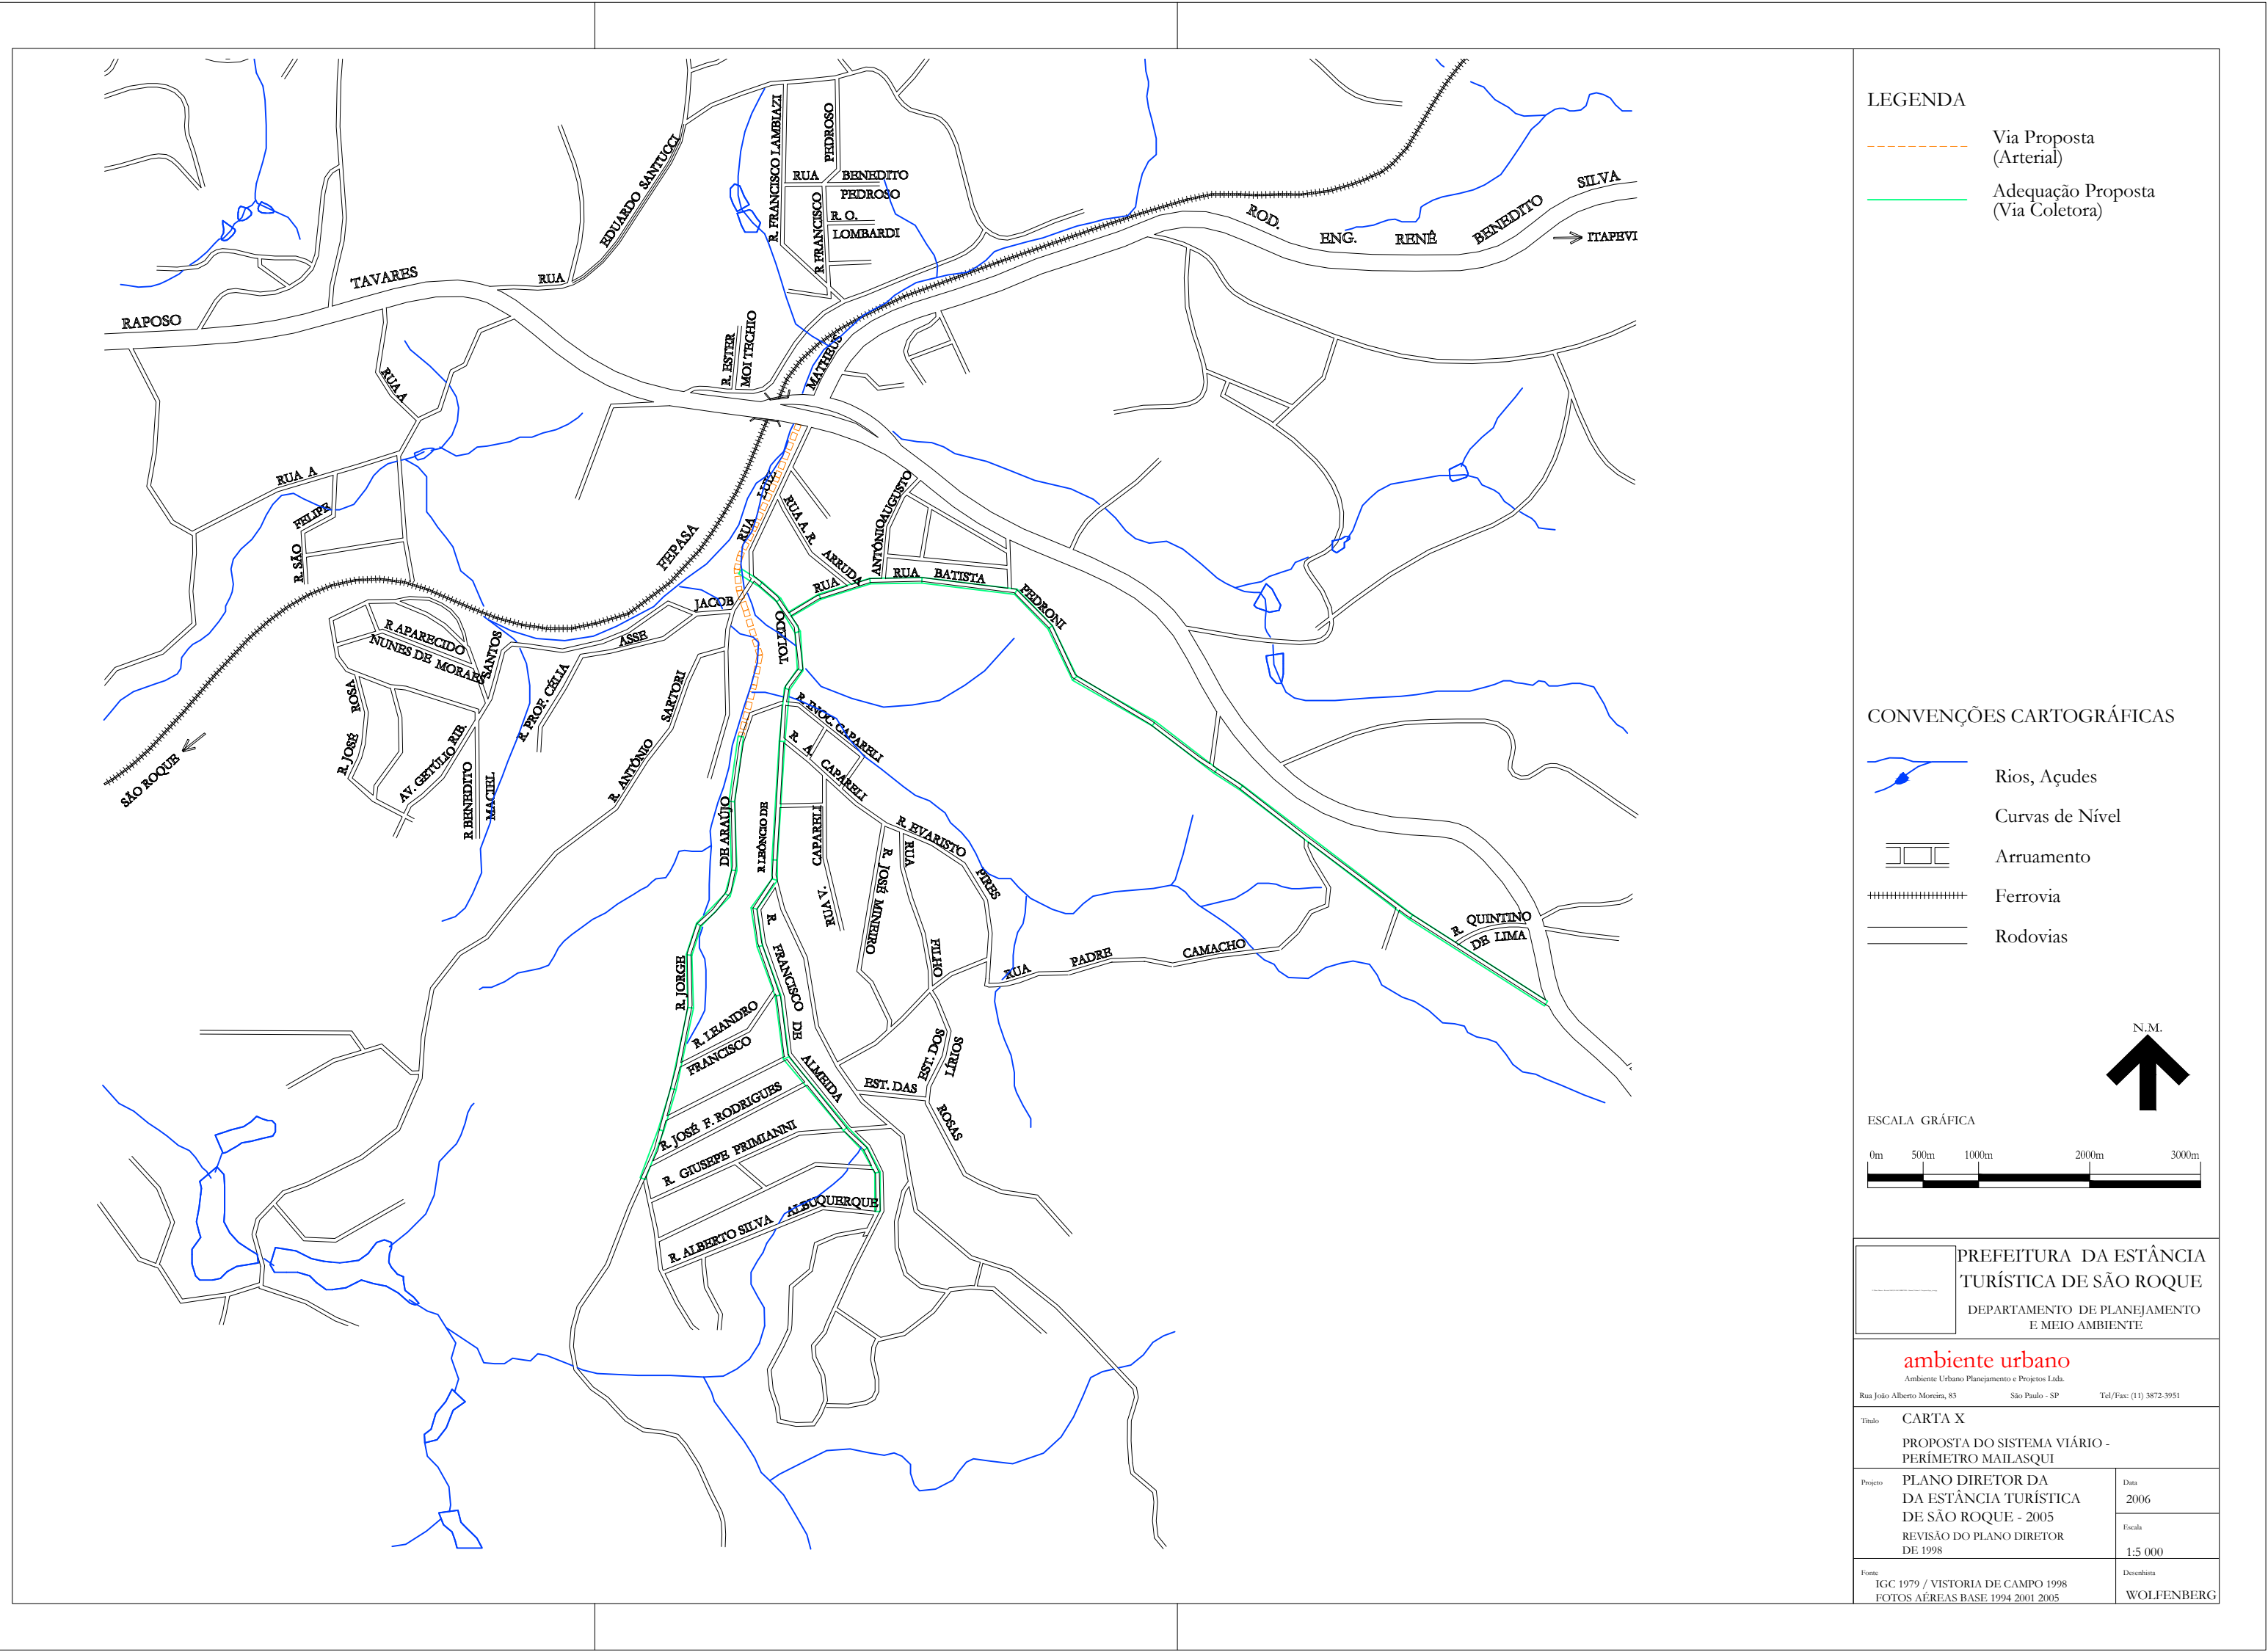 R. FRANCISCO LAMBIAZI
PEDROSO
RUA BENEDITO
PEDROSO
R. O.
LOMBARDI
R FRANCISCO
EDUARDO SANTUCCI
RUA
TAVARES
RAPOSO
ROD.
ENG. RENÊ BENEDITO SILVA
ITAPEVI
R. ESTER
MOI TECHIO
MATHEUS
RUA A
RUA A
FELIPE
R. SÃO
FEPASA
RUA LUIZ
RUA A. R. ARRUDA
ANTÔNIO AUGUSTO
RUA
RUA BATISTA
PEDRONI
JACOB
ASSE
TOLEDO
R APARECIDO
NUNES DE MORAES
SANTOS
R. JOSÉ ROSA
AV. GETÚLIO RIB.
R BENEDITO
MACIEL
R. PROF. CÉLIA
R. ANTÔNIO SARTORI
SÃO ROQUE
R. INOC. CAPARELI
R. A. CAPARELI
DE ARAÚJO
R LEÔNCIO DE
CAPARELI
RUA V.
R. EVARISTO
PIRES
RUA
FILHO
R. JOSÉ MINEIRO
R. FRANCISCO DE
ALMEIDA
R. JORGE
R. LEANDRO
FRANCISCO
R. JOSÉ F. RODRIGUES
R. GIUSEPE PRIMIANNI
R. ALBERTO SILVA ALBUQUERQUE
RUA PADRE CAMACHO
EST. DOS
LÍRIOS
EST. DAS
ROSAS
R. QUINTINO
DE LIMA
LEGENDA
Via Proposta
(Arterial)
Adequação Proposta
(Via Coletora)
CONVENÇÕES CARTOGRÁFICAS
Rios, Açudes
Curvas de Nível
Arruamento
Ferrovia
Rodovias
N.M.
ESCALA GRÁFICA
0m 500m 1000m 2000m 3000m
PREFEITURA DA ESTÂNCIA
TURÍSTICA DE SÃO ROQUE
DEPARTAMENTO DE PLANEJAMENTO
E MEIO AMBIENTE
ambiente urbano
Ambiente Urbano Planejamento e Projetos Ltda.
Rua João Alberto Moreira, 83 São Paulo - SP Tel/Fax: (11) 3872-3951
Título CARTA X
PROPOSTA DO SISTEMA VIÁRIO -
PERÍMETRO MAILASQUI
Projeto PLANO DIRETOR DA
DA ESTÂNCIA TURÍSTICA
DE SÃO ROQUE - 2005
REVISÃO DO PLANO DIRETOR
DE 1998
Data
2006
Escala
1:5 000
Fonte
IGC 1979 / VISTORIA DE CAMPO 1998
FOTOS AÉREAS BASE 1994 2001 2005
Desenhista
WOLFENBERG